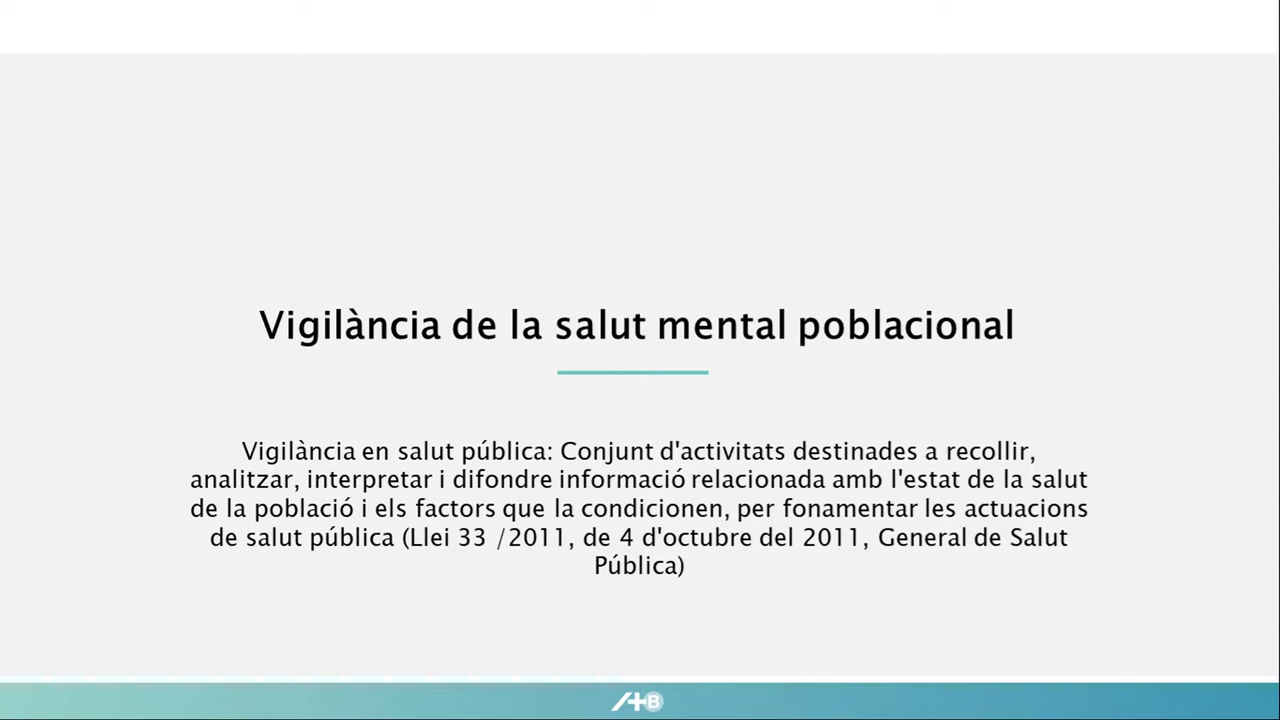 Vigilància de la salut mental poblacional
Vigilància en salut pública: Conjunt d'activitats destinades a recollir,
analitzar, interpretar i difondre informació relacionada amb l'estat de la salut
de la població i els factors que la condicionen, per fonamentar les actuacions
de salut pública (Llei 33 /2011, de 4 d'octubre del 2011, General de Salut
Pública)
B